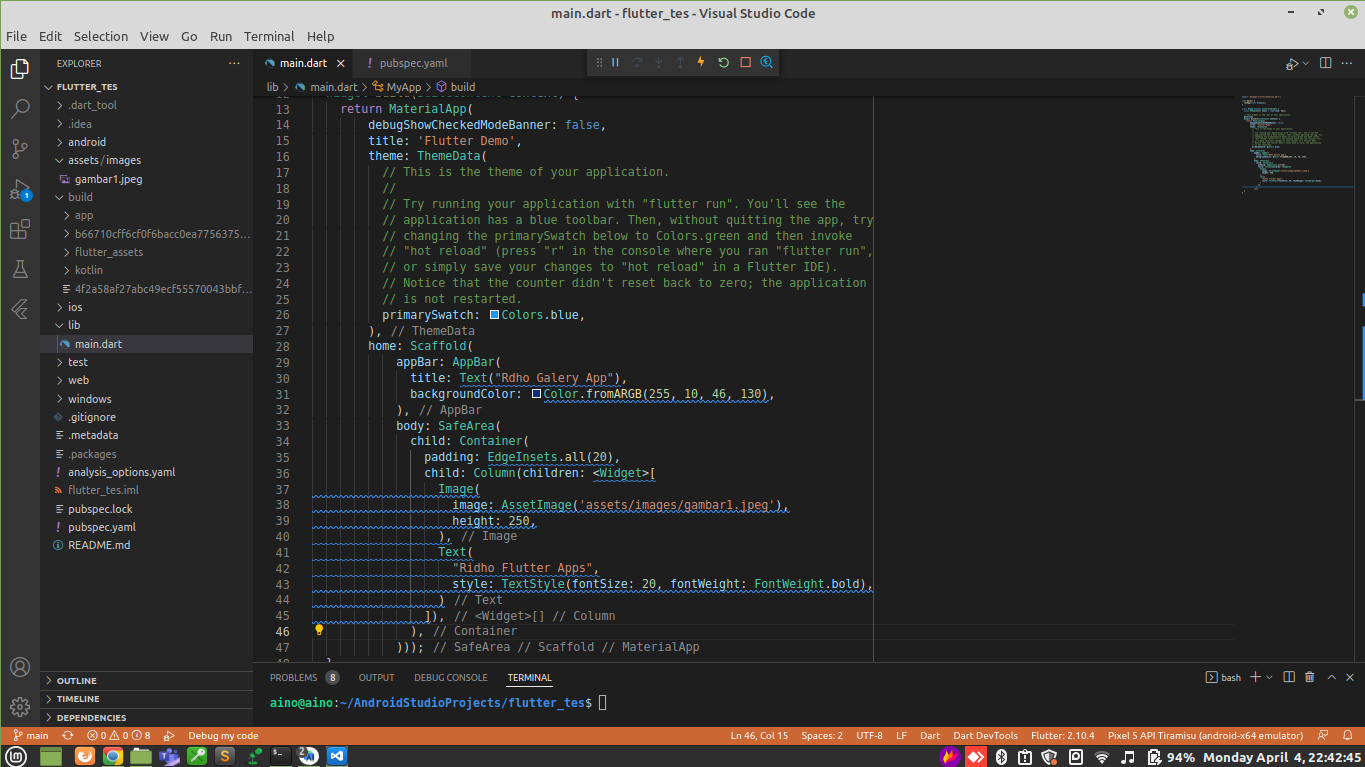 main.dart - flutter_tes - Visual Studio Code
File Edit Selection View Go Run Terminal Help
EXPLORER
main.dart
pubspec.yaml
FLUTTER_TES
lib > main.dart > MyApp > build
.dart_tool
.idea
android
assets/images
gambar1.jpeg
build
app
b66710cff6cf0f6bacc0ea7756375...
flutter_assets
kotlin
4f2a58af27abc49ecf55570043bbf...
ios
lib
main.dart
test
web
windows
.gitignore
.metadata
.packages
analysis_options.yaml
flutter_tes.iml
pubspec.lock
pubspec.yaml
README.md
OUTLINE
TIMELINE
DEPENDENCIES
13 return MaterialApp(
14 debugShowCheckedModeBanner: false,
15 title: 'Flutter Demo',
16 theme: ThemeData(
17 // This is the theme of your application.
18 //
19 // Try running your application with "flutter run". You'll see the
20 // application has a blue toolbar. Then, without quitting the app, try
21 // changing the primarySwatch below to Colors.green and then invoke
22 // "hot reload" (press "r" in the console where you ran "flutter run",
23 // or simply save your changes to "hot reload" in a Flutter IDE).
24 // Notice that the counter didn't reset back to zero; the application
25 // is not restarted.
26 primarySwatch: Colors.blue,
27 ), // ThemeData
28 home: Scaffold(
29 appBar: AppBar(
30 title: Text("Rdho Galery App"),
31 backgroundColor: Color.fromARGB(255, 10, 46, 130),
32 ), // AppBar
33 body: SafeArea(
34 child: Container(
35 padding: EdgeInsets.all(20),
36 child: Column(children: <Widget>[
37 Image(
38 image: AssetImage('assets/images/gambar1.jpeg'),
39 height: 250,
40 ), // Image
41 Text(
42 "Ridho Flutter Apps",
43 style: TextStyle(fontSize: 20, fontWeight: FontWeight.bold),
44 ) // Text
45 ]), // <Widget>[] // Column
46 ), // Container
47 ))); // SafeArea // Scaffold // MaterialApp
PROBLEMS 8 OUTPUT DEBUG CONSOLE TERMINAL
bash
aino@aino:~/AndroidStudioProjects/flutter_tes$
main 0 0 8 Debug my code
Ln 46, Col 15 Spaces: 2 UTF-8 LF Dart Dart DevTools Flutter: 2.10.4 Pixel 5 API Tiramisu (android-x64 emulator)
94% Monday April 4, 22:42:45